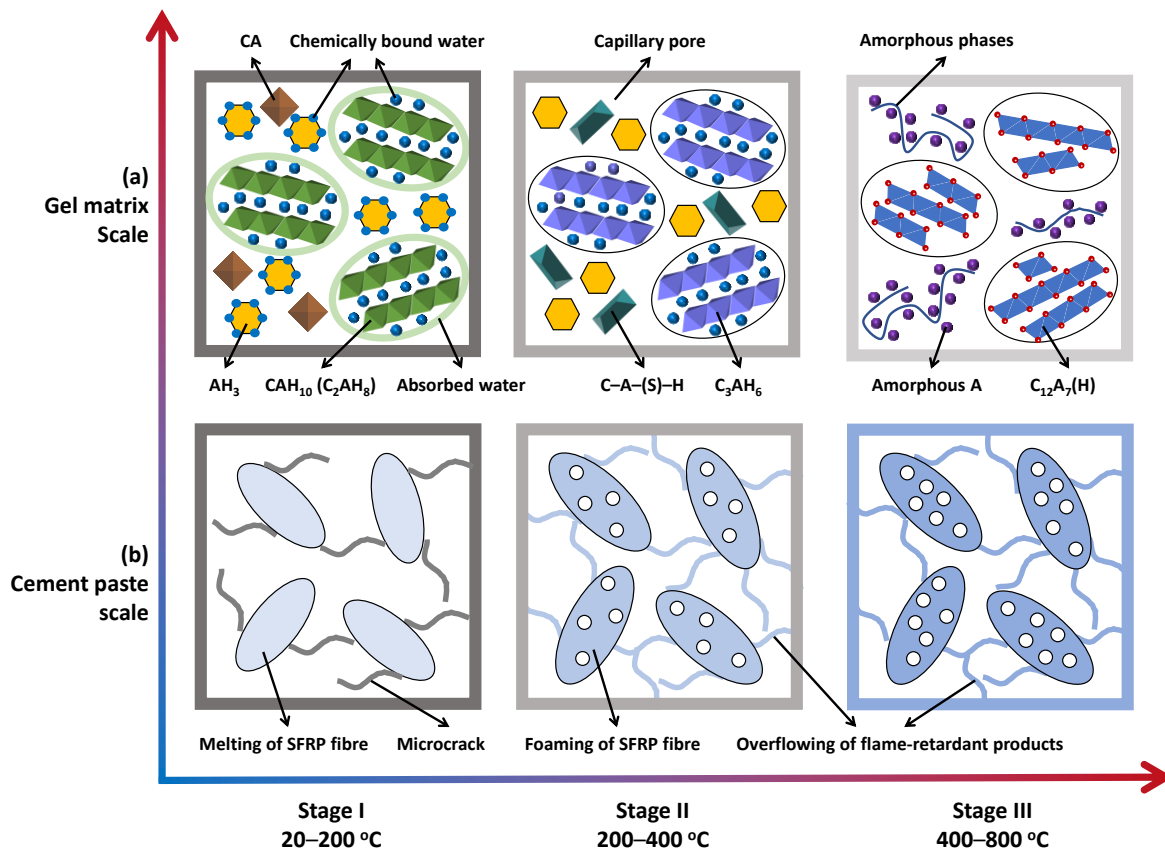 CA
Chemically bound water
Capillary pore
Amorphous phases
(a)
Gel matrix
Scale
AH₃
CAH₁₀ (C₂AH₈)
Absorbed water
C–A–(S)–H
C₃AH₆
Amorphous A
C₁₂A₇(H)
(b)
Cement paste
scale
Melting of SFRP fibre
Microcrack
Foaming of SFRP fibre
Overflowing of flame-retardant products
Stage I
20–200 °C
Stage II
200–400 °C
Stage III
400–800 °C